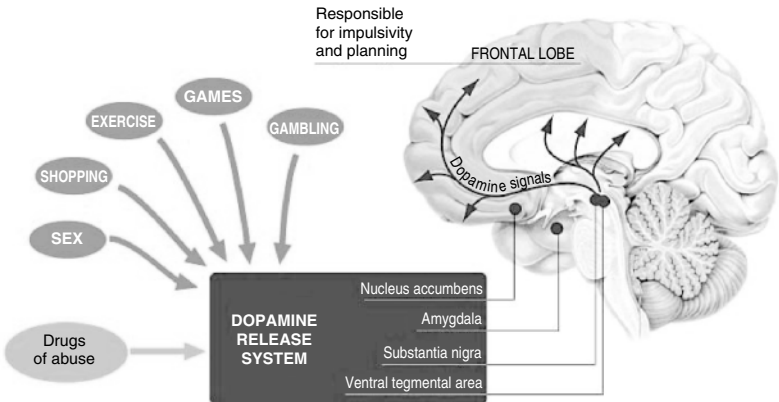 Responsible
for impulsivity
and planning
FRONTAL LOBE
GAMES
EXERCISE
GAMBLING
SHOPPING
SEX
Dopamine signals
Drugs
of abuse
DOPAMINE
RELEASE
SYSTEM
Nucleus accumbens
Amygdala
Substantia nigra
Ventral tegmental area